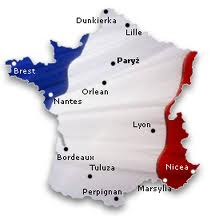 Dunkierka
Lille
Brest
Paryż
Orlean
Nantes
Lyon
Bordeaux
Tuluza
Nicea
Marsylia
Perpignan